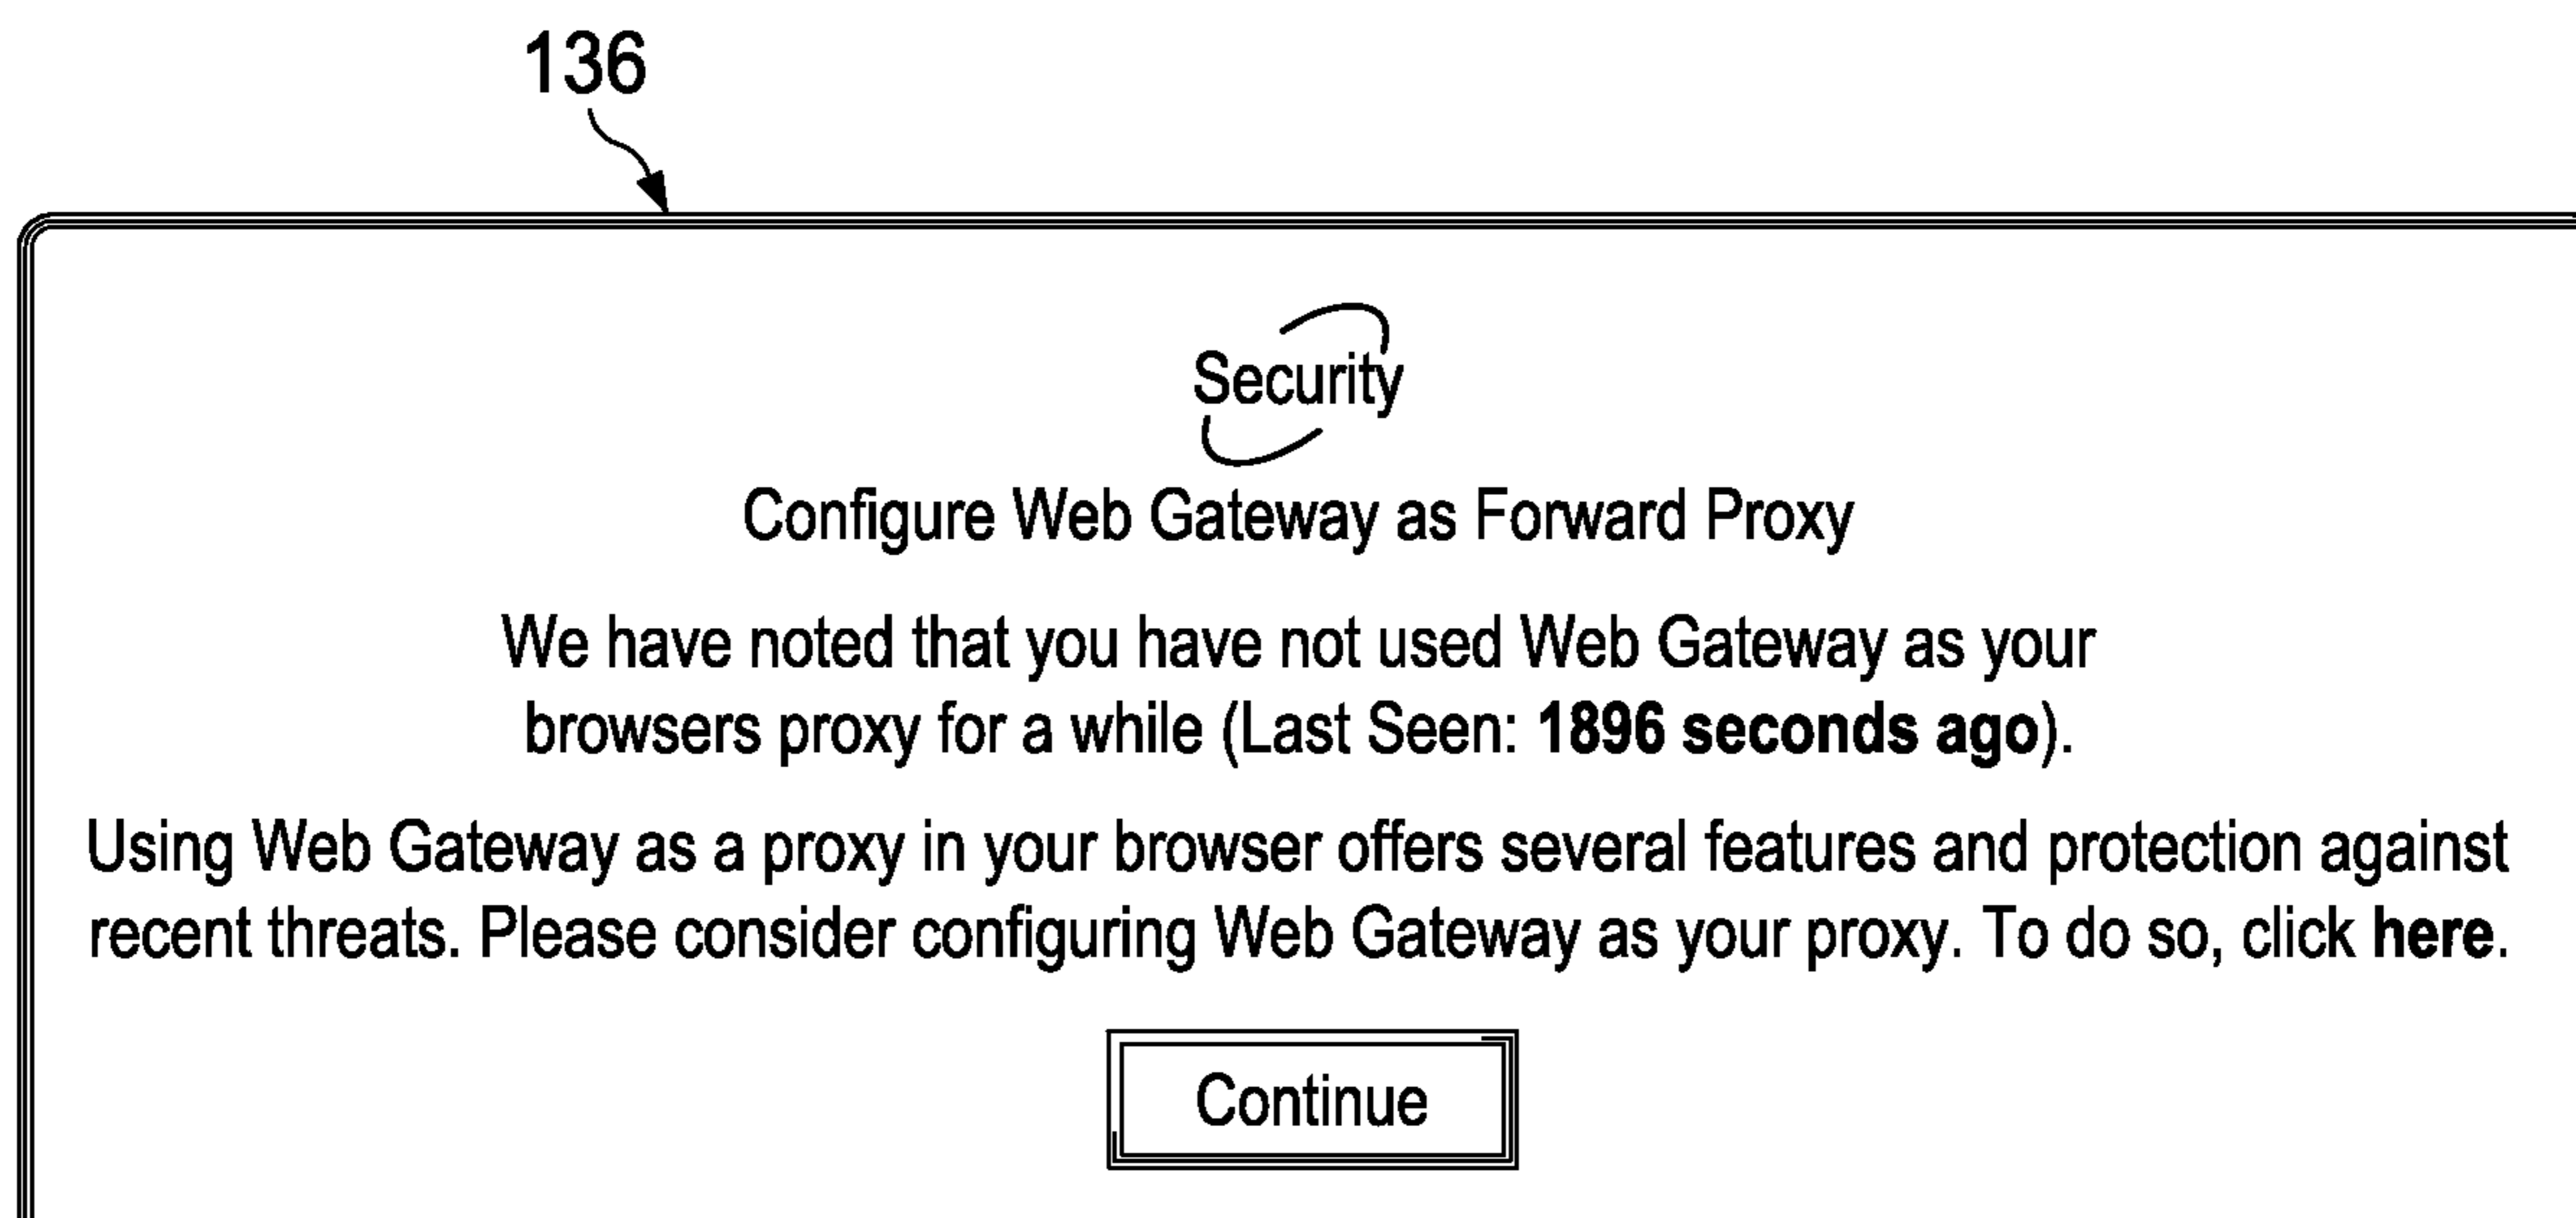 136
Security
Configure Web Gateway as Forward Proxy
We have noted that you have not used Web Gateway as your
browsers proxy for a while (Last Seen: 1896 seconds ago).
Using Web Gateway as a proxy in your browser offers several features and protection against
recent threats. Please consider configuring Web Gateway as your proxy. To do so, click here.
Continue